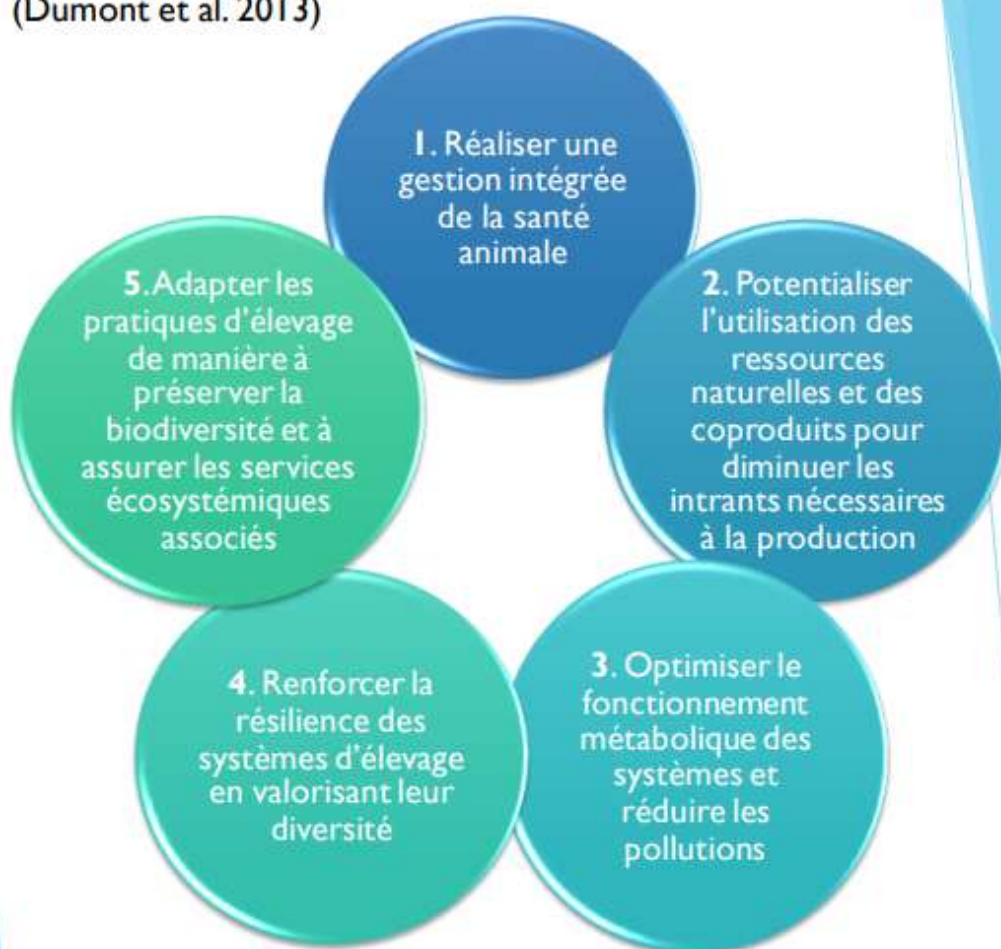 (Dumont et al. 2013)
1. Réaliser une
gestion intégrée
de la santé
animale
2. Potentialiser
l'utilisation des
ressources
naturelles et des
coproduits pour
diminuer les
intrants nécessaires
à la production
3. Optimiser le
fonctionnement
métabolique des
systèmes et
réduire les
pollutions
4. Renforcer la
résilience des
systèmes d'élevage
en valorisant leur
diversité
5. Adapter les
pratiques d'élevage
de manière à
préserver la
biodiversité et à
assurer les services
écosystémiques
associés